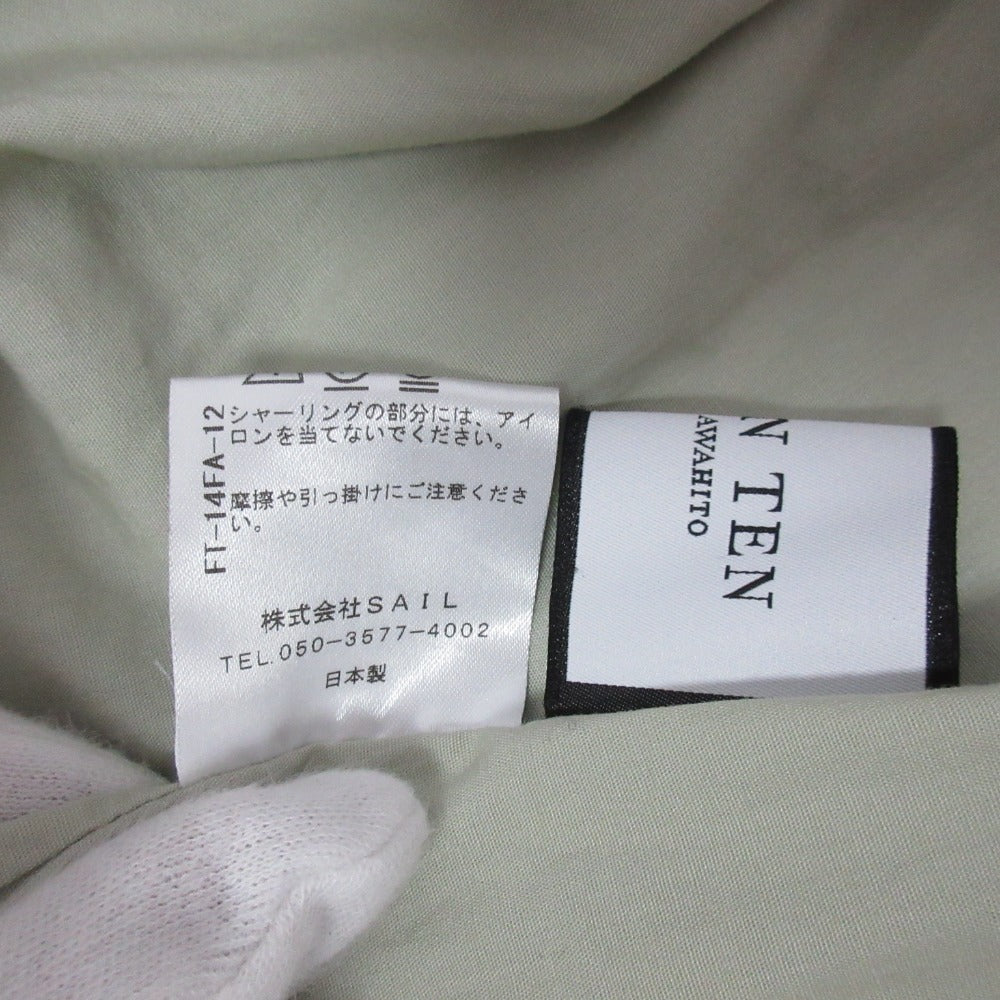 FT-14FA-12
シャーリングの部分には、アイ
ロンを当てないでください。
摩擦や引っ掛けにご注意くださ
い。
株式会社SAIL
TEL.050-3577-4002
日本製
N TEN
AWAHITO